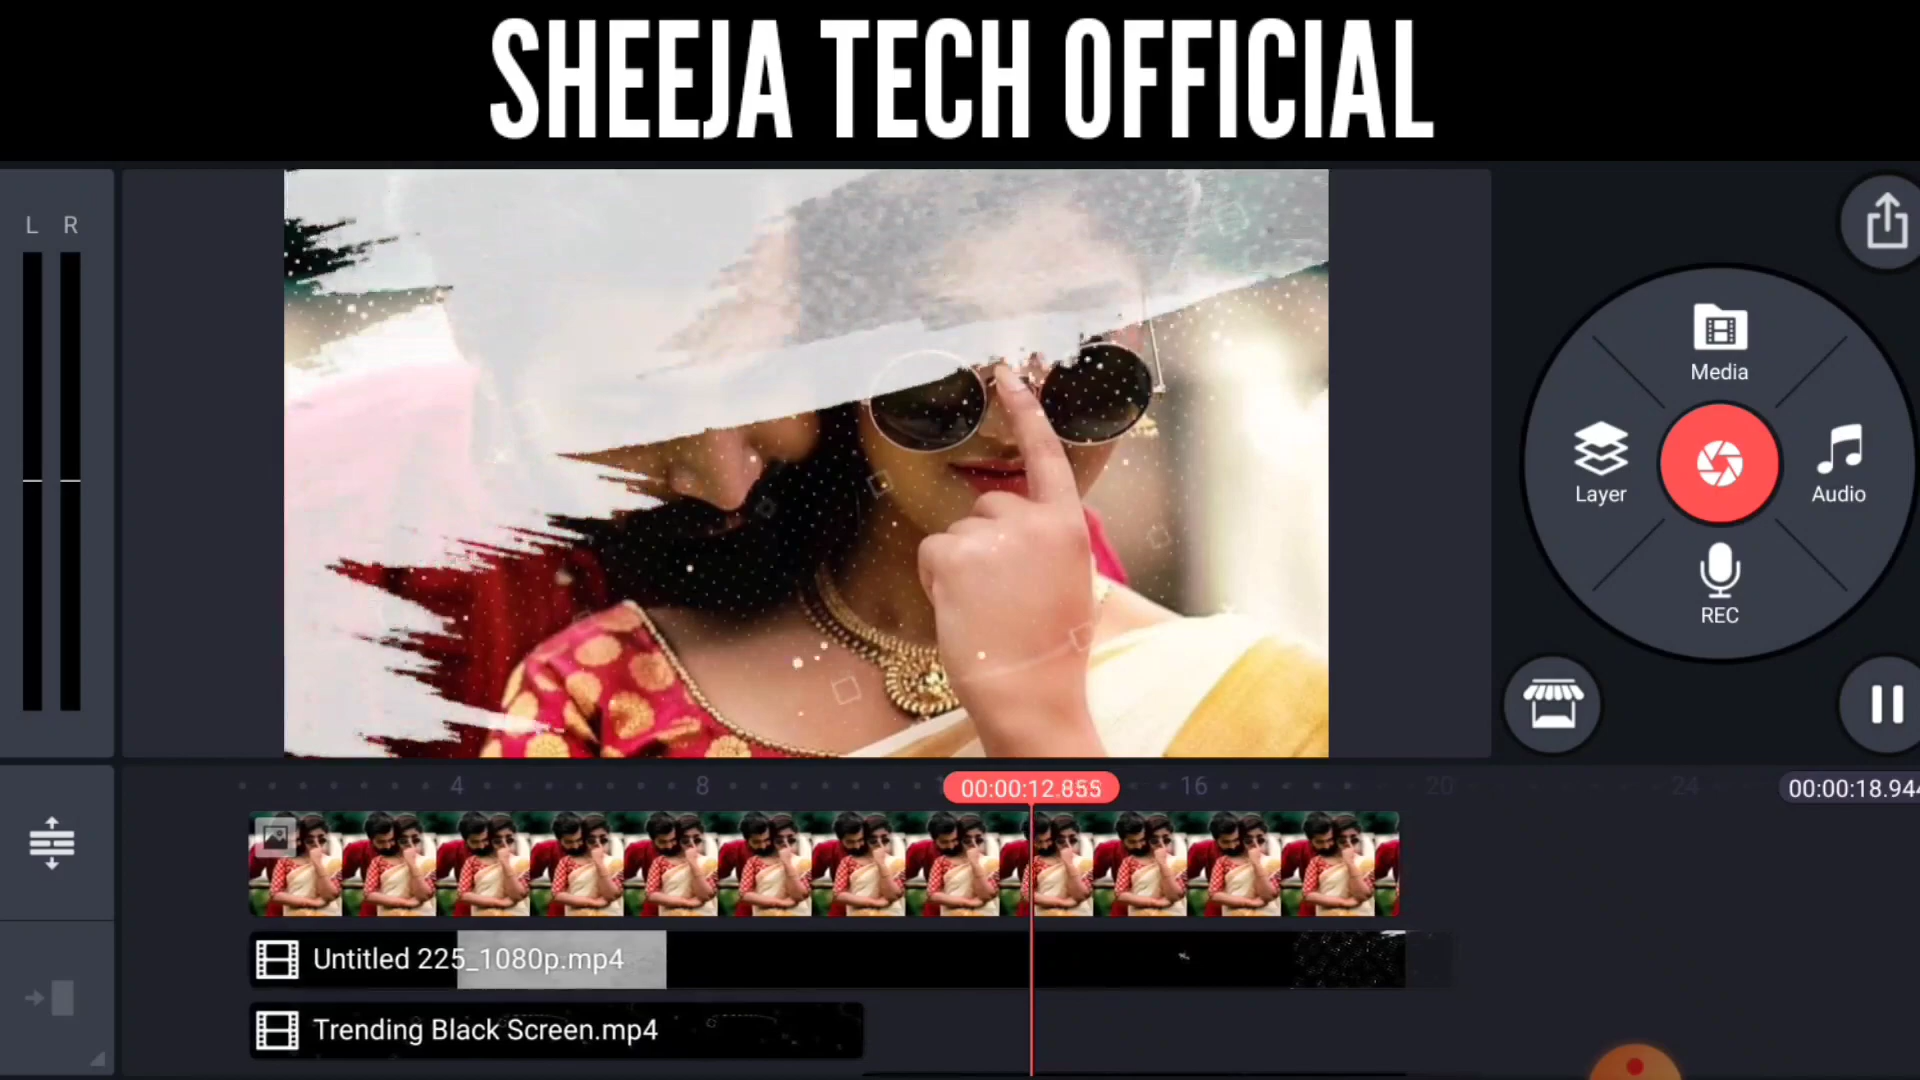 SHEEJA TECH OFFICIAL
L R
Media
Layer
Audio
REC
4 8 00:00:12.855 16 20 24 00:00:18.944
Untitled 225_1080p.mp4
Trending Black Screen.mp4